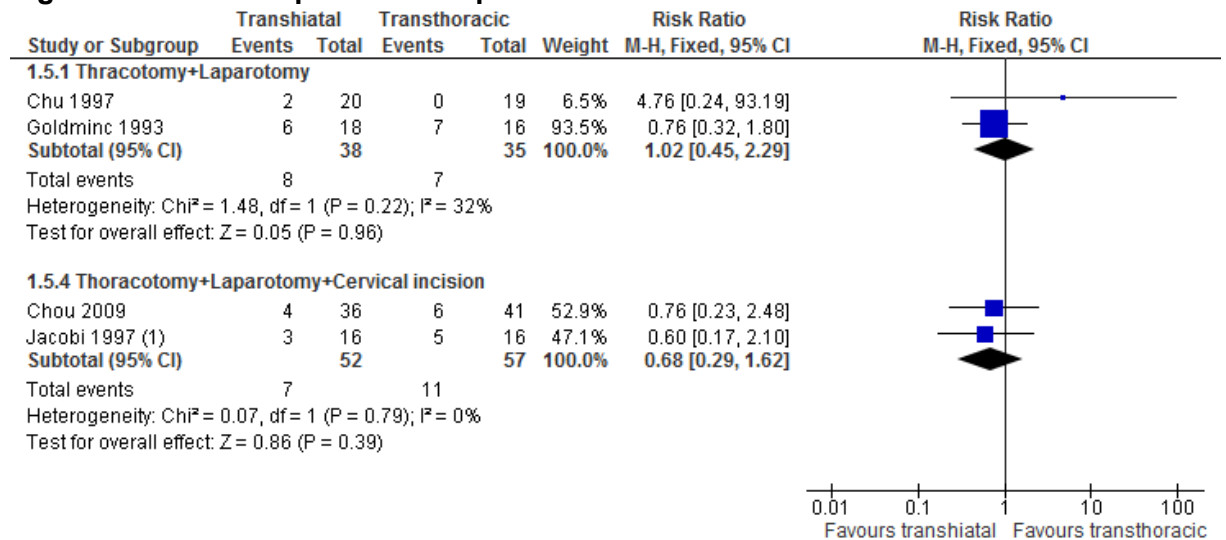 Transhiatal Transthoracic Risk Ratio Risk Ratio
Study or Subgroup Events Total Events Total Weight M-H, Fixed, 95% CI M-H, Fixed, 95% CI
1.5.1 Thracotomy+Laparotomy
Chu 1997 2 20 0 19 6.5% 4.76 [0.24, 93.19]
Goldminc 1993 6 18 7 16 93.5% 0.76 [0.32, 1.80]
Subtotal (95% CI) 38 35 100.0% 1.02 [0.45, 2.29]
Total events 8 7
Heterogeneity: Chi² = 1.48, df = 1 (P = 0.22); I² = 32%
Test for overall effect: Z = 0.05 (P = 0.96)
1.5.4 Thoracotomy+Laparotomy+Cervical incision
Chou 2009 4 36 6 41 52.9% 0.76 [0.23, 2.48]
Jacobi 1997 (1) 3 16 5 16 47.1% 0.60 [0.17, 2.10]
Subtotal (95% CI) 52 57 100.0% 0.68 [0.29, 1.62]
Total events 7 11
Heterogeneity: Chi² = 0.07, df = 1 (P = 0.79); I² = 0%
Test for overall effect: Z = 0.86 (P = 0.39)
0.01 0.1 1 10 100
Favours transhiatal Favours transthoracic